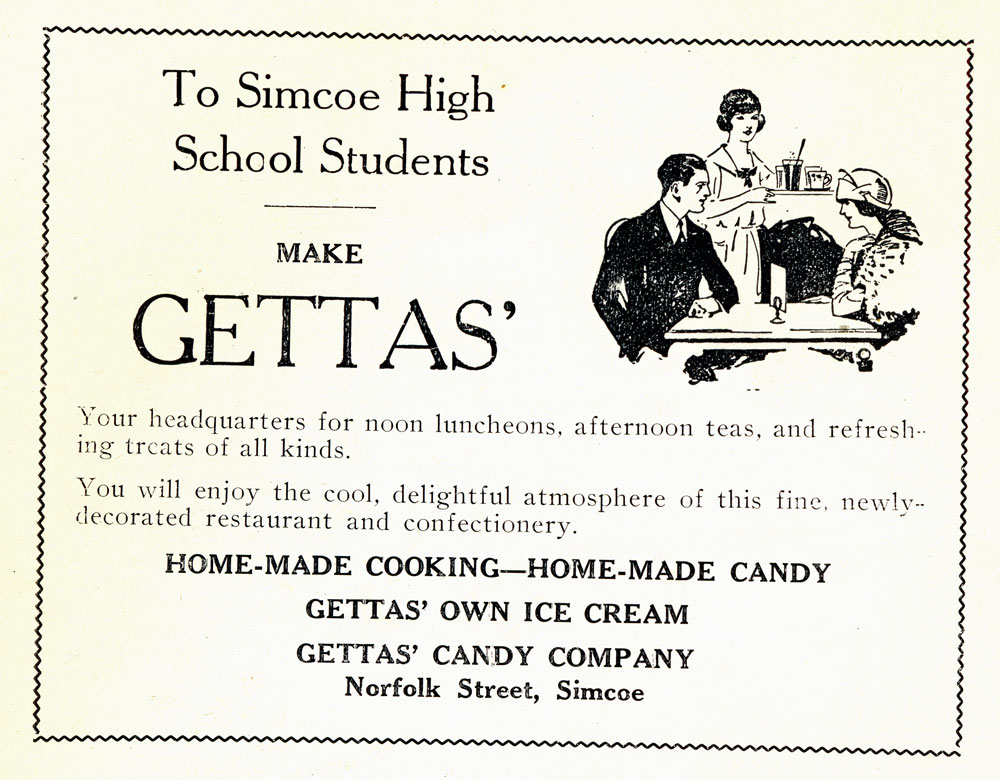 To Simcoe High
School Students
MAKE
GETTAS'
Your headquarters for noon luncheons, afternoon teas, and refresh-
ing treats of all kinds.
You will enjoy the cool, delightful atmosphere of this fine, newly-
decorated restaurant and confectionery.
HOME-MADE COOKING—HOME-MADE CANDY
GETTAS' OWN ICE CREAM
GETTAS' CANDY COMPANY
Norfolk Street, Simcoe